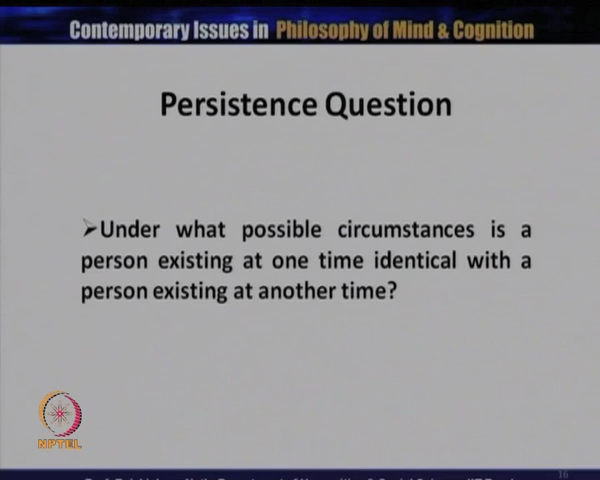 Contemporary Issues in Philosophy of Mind & Cognition
Persistence Question
➢Under what possible circumstances is a
person existing at one time identical with a
person existing at another time?
NPTEL
16